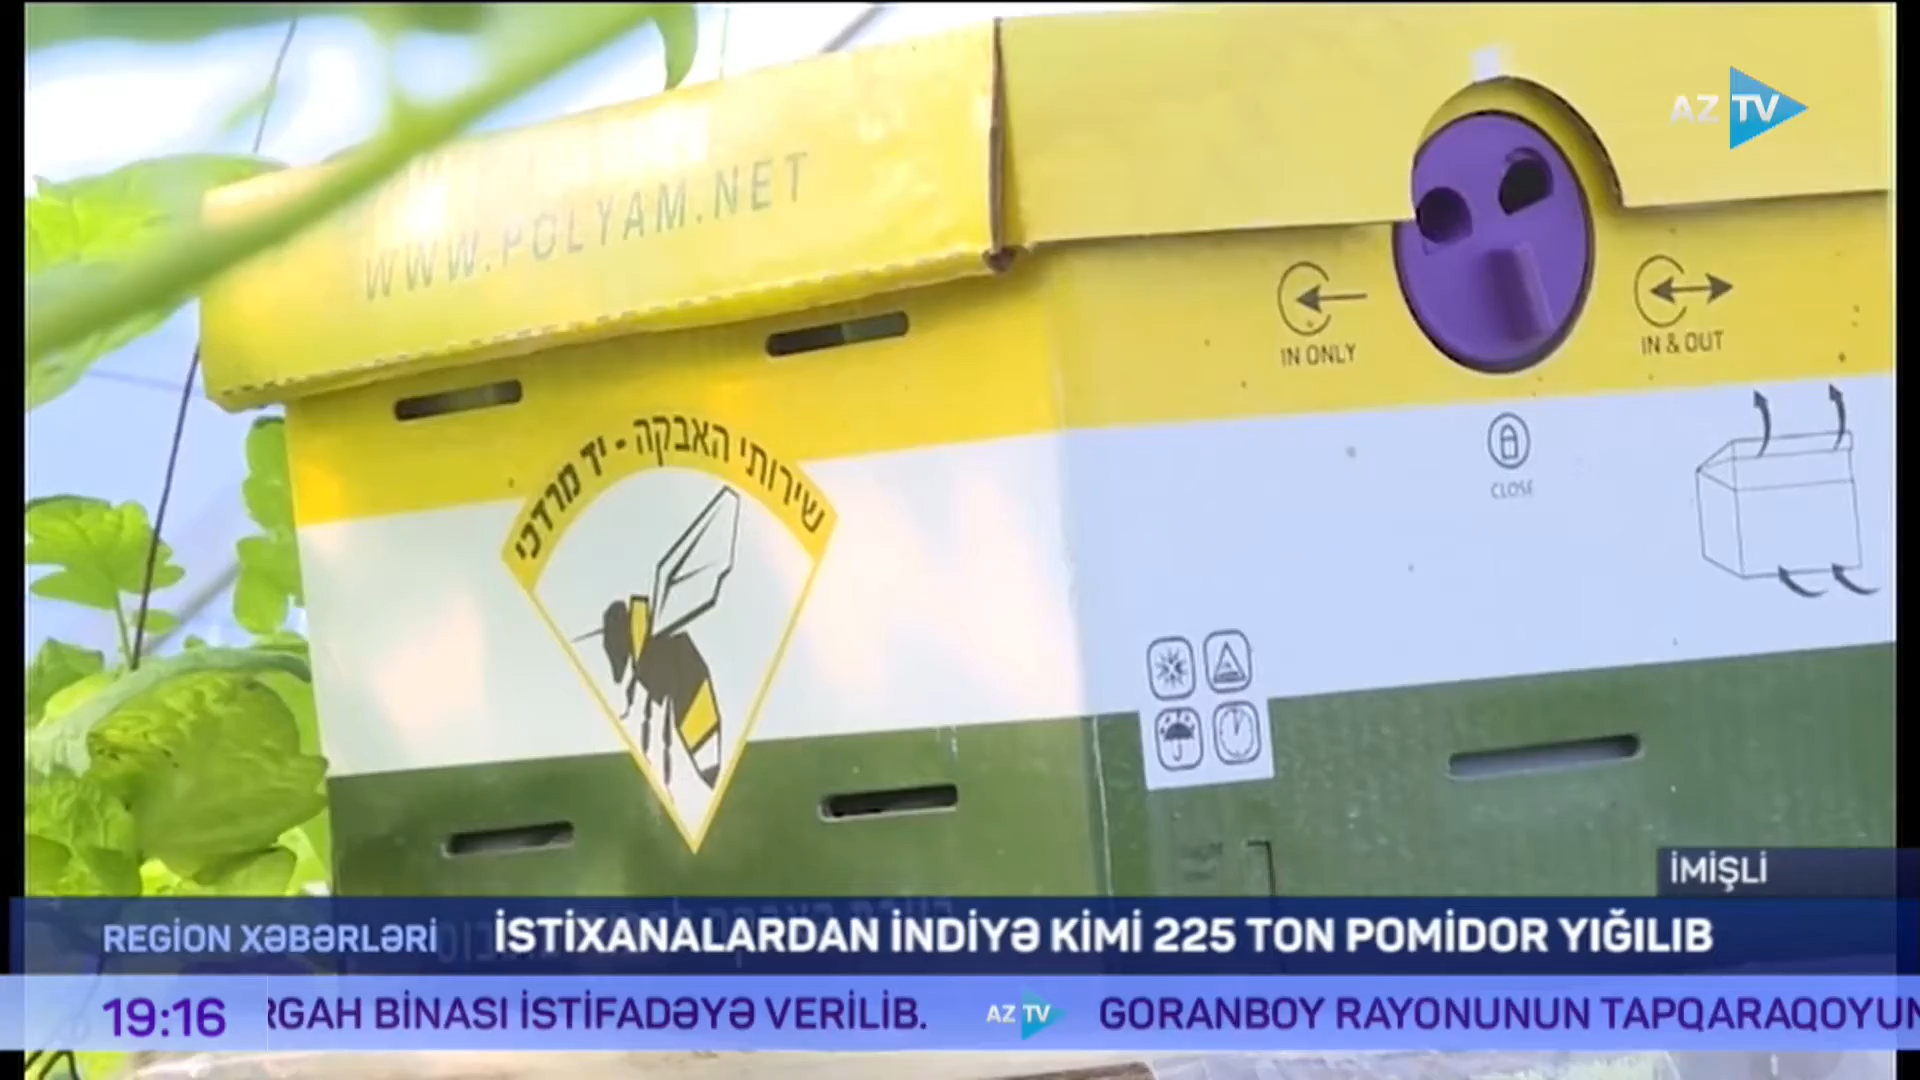 AZ TV
WWW.POLYAM.NET
IN ONLY
IN & OUT
CLOSE
שירותי האבקה - יד מרדכי
İMİŞLİ
REGİON XƏBƏRLƏRİ
İSTİXANALARDAN İNDİYƏ KİMİ 225 TON POMİDOR YIĞILIB
19:16
RGAH BİNASI İSTİFADƏYƏ VERİLİB. AZ TV GORANBOY RAYONUNUN TAPQARAQOYUN